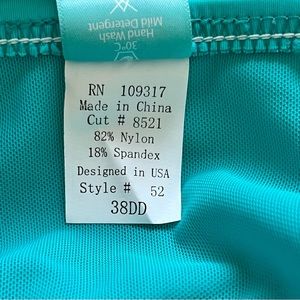 Hand Wash
30°C
Mild Detergent
RN 109317
Made in China
Cut # 8521
82% Nylon
18% Spandex
Designed in USA
Style # 52
38DD